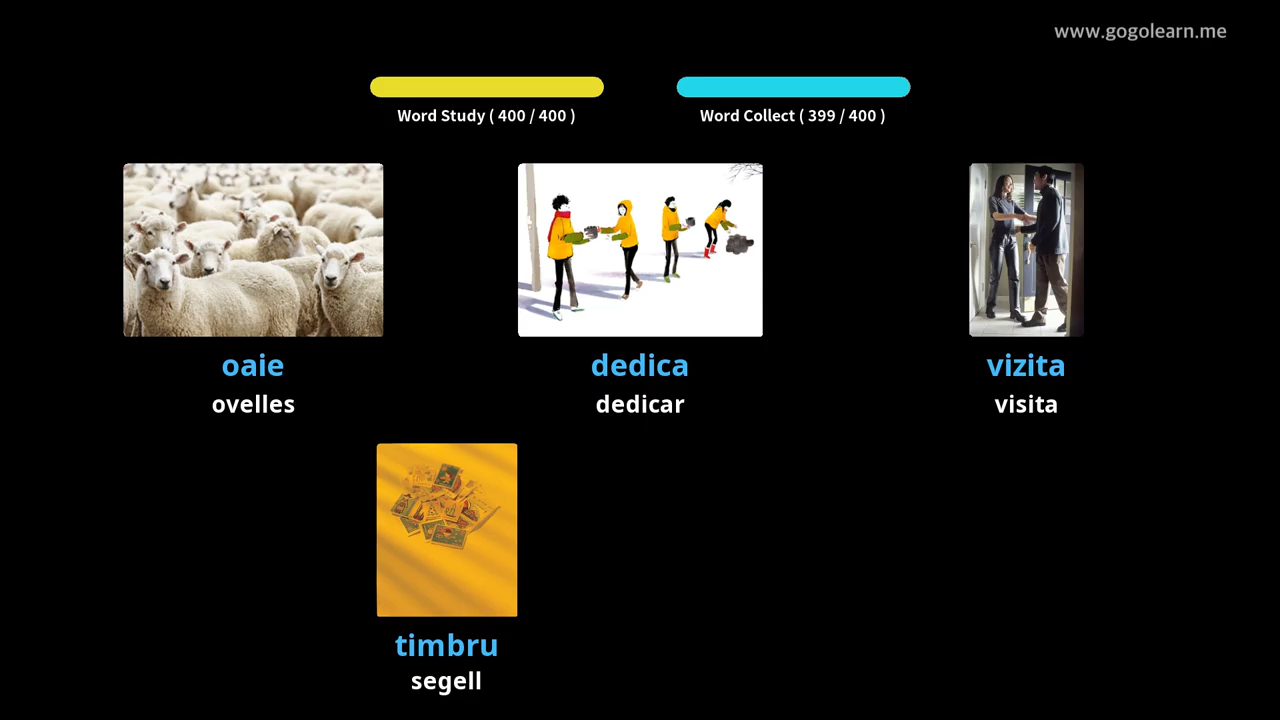 www.gogolearn.me
Word Study ( 400 / 400 )
Word Collect ( 399 / 400 )
oaie
ovelles
dedica
dedicar
vizita
visita
timbru
segell